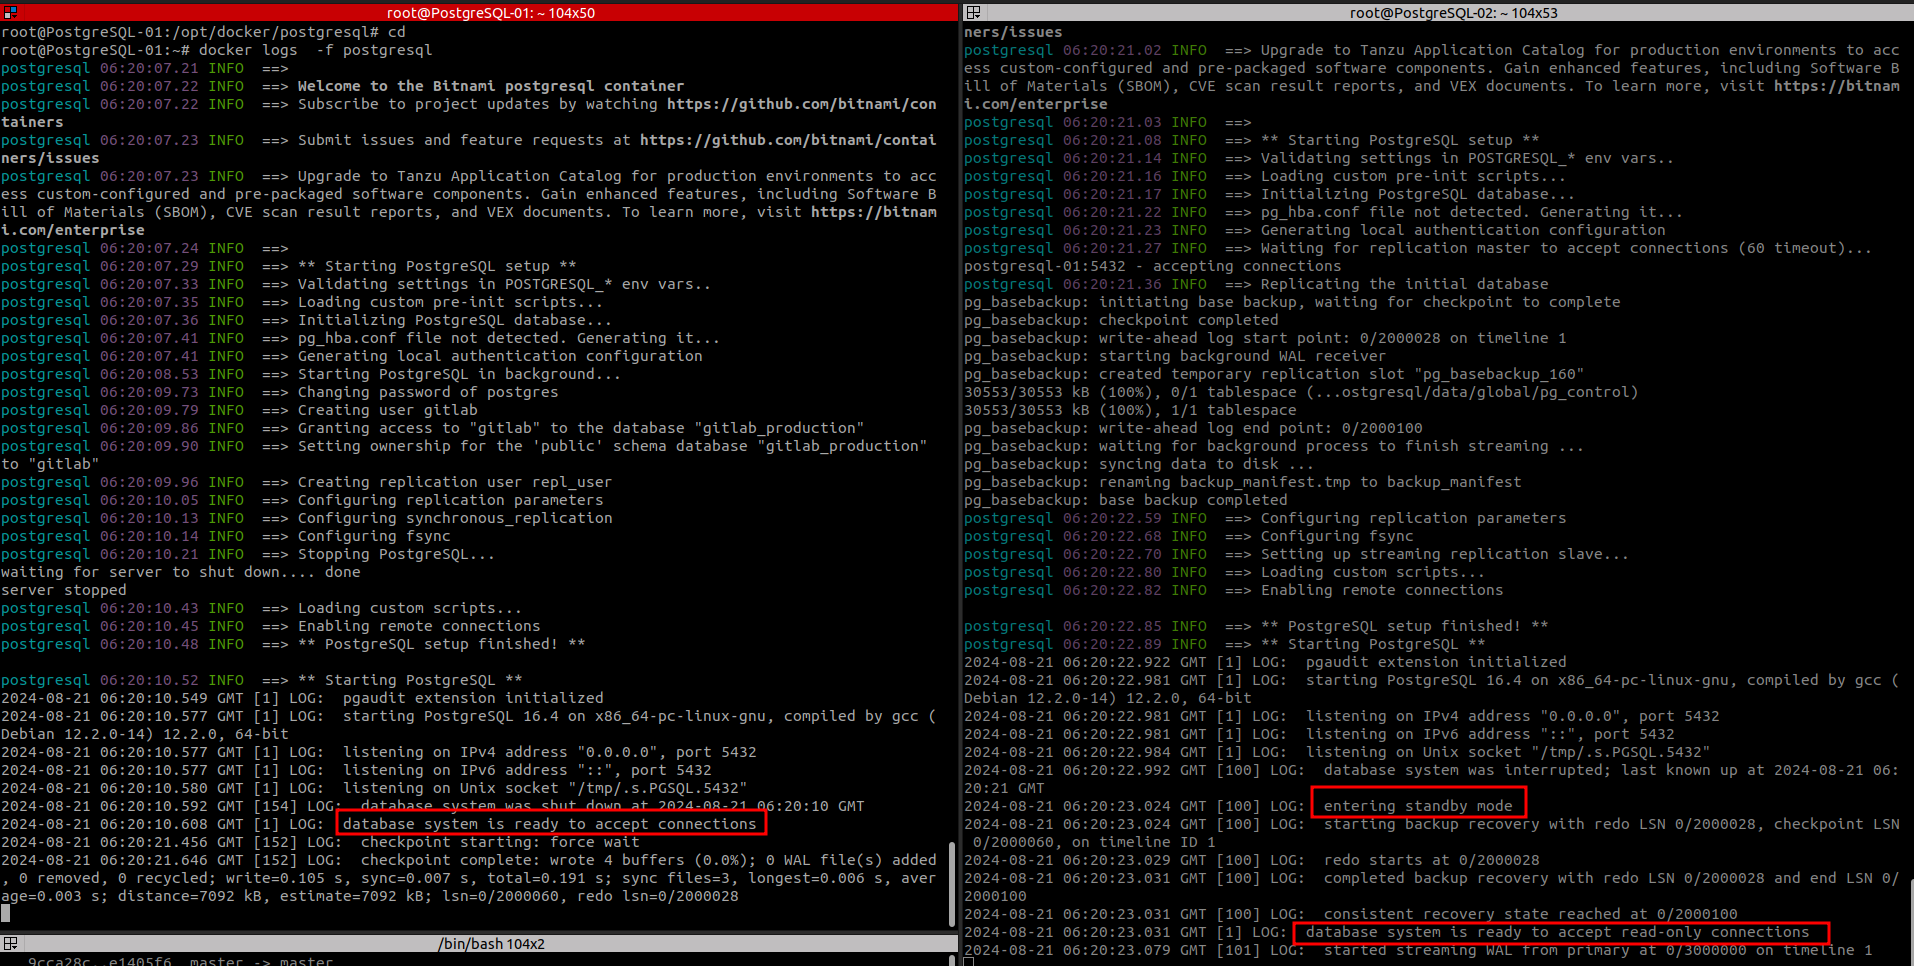 root@PostgreSQL-01: ~ 104x50
root@PostgreSQL-01:/opt/docker/postgresql# cd
root@PostgreSQL-01:~# docker logs  -f postgresql
postgresql 06:20:07.21 INFO  ==>
postgresql 06:20:07.22 INFO  ==> Welcome to the Bitnami postgresql container
postgresql 06:20:07.22 INFO  ==> Subscribe to project updates by watching https://github.com/bitnami/con
tainers
postgresql 06:20:07.23 INFO  ==> Submit issues and feature requests at https://github.com/bitnami/contai
ners/issues
postgresql 06:20:07.23 INFO  ==> Upgrade to Tanzu Application Catalog for production environments to acc
ess custom-configured and pre-packaged software components. Gain enhanced features, including Software B
ill of Materials (SBOM), CVE scan result reports, and VEX documents. To learn more, visit https://bitnam
i.com/enterprise
postgresql 06:20:07.24 INFO  ==>
postgresql 06:20:07.29 INFO  ==> ** Starting PostgreSQL setup **
postgresql 06:20:07.33 INFO  ==> Validating settings in POSTGRESQL_* env vars..
postgresql 06:20:07.35 INFO  ==> Loading custom pre-init scripts...
postgresql 06:20:07.36 INFO  ==> Initializing PostgreSQL database...
postgresql 06:20:07.41 INFO  ==> pg_hba.conf file not detected. Generating it...
postgresql 06:20:07.41 INFO  ==> Generating local authentication configuration
postgresql 06:20:08.53 INFO  ==> Starting PostgreSQL in background...
postgresql 06:20:09.73 INFO  ==> Changing password of postgres
postgresql 06:20:09.79 INFO  ==> Creating user gitlab
postgresql 06:20:09.86 INFO  ==> Granting access to "gitlab" to the database "gitlab_production"
postgresql 06:20:09.90 INFO  ==> Setting ownership for the 'public' schema database "gitlab_production"
to "gitlab"
postgresql 06:20:09.96 INFO  ==> Creating replication user repl_user
postgresql 06:20:10.05 INFO  ==> Configuring replication parameters
postgresql 06:20:10.13 INFO  ==> Configuring synchronous_replication
postgresql 06:20:10.14 INFO  ==> Configuring fsync
postgresql 06:20:10.21 INFO  ==> Stopping PostgreSQL...
waiting for server to shut down.... done
server stopped
postgresql 06:20:10.43 INFO  ==> Loading custom scripts...
postgresql 06:20:10.45 INFO  ==> Enabling remote connections
postgresql 06:20:10.48 INFO  ==> ** PostgreSQL setup finished! **
postgresql 06:20:10.52 INFO  ==> ** Starting PostgreSQL **
2024-08-21 06:20:10.549 GMT [1] LOG:  pgaudit extension initialized
2024-08-21 06:20:10.577 GMT [1] LOG:  starting PostgreSQL 16.4 on x86_64-pc-linux-gnu, compiled by gcc (
Debian 12.2.0-14) 12.2.0, 64-bit
2024-08-21 06:20:10.577 GMT [1] LOG:  listening on IPv4 address "0.0.0.0", port 5432
2024-08-21 06:20:10.577 GMT [1] LOG:  listening on IPv6 address "::", port 5432
2024-08-21 06:20:10.580 GMT [1] LOG:  listening on Unix socket "/tmp/.s.PGSQL.5432"
2024-08-21 06:20:10.592 GMT [154] LOG:  database system was shut down at 2024-08-21 06:20:10 GMT
2024-08-21 06:20:10.608 GMT [1] LOG:  database system is ready to accept connections
2024-08-21 06:20:21.456 GMT [152] LOG:  checkpoint starting: force wait
2024-08-21 06:20:21.646 GMT [152] LOG:  checkpoint complete: wrote 4 buffers (0.0%); 0 WAL file(s) added
, 0 removed, 0 recycled; write=0.105 s, sync=0.007 s, total=0.191 s; sync files=3, longest=0.006 s, aver
age=0.003 s; distance=7092 kB, estimate=7092 kB; lsn=0/2000060, redo lsn=0/2000028
/bin/bash 104x2
9cca28c..e1405f6  master -> master
root@PostgreSQL-02: ~ 104x53
ners/issues
postgresql 06:20:21.02 INFO  ==> Upgrade to Tanzu Application Catalog for production environments to acc
ess custom-configured and pre-packaged software components. Gain enhanced features, including Software B
ill of Materials (SBOM), CVE scan result reports, and VEX documents. To learn more, visit https://bitnam
i.com/enterprise
postgresql 06:20:21.03 INFO  ==>
postgresql 06:20:21.08 INFO  ==> ** Starting PostgreSQL setup **
postgresql 06:20:21.14 INFO  ==> Validating settings in POSTGRESQL_* env vars..
postgresql 06:20:21.16 INFO  ==> Loading custom pre-init scripts...
postgresql 06:20:21.17 INFO  ==> Initializing PostgreSQL database...
postgresql 06:20:21.22 INFO  ==> pg_hba.conf file not detected. Generating it...
postgresql 06:20:21.23 INFO  ==> Generating local authentication configuration
postgresql 06:20:21.27 INFO  ==> Waiting for replication master to accept connections (60 timeout)...
postgresql-01:5432 - accepting connections
postgresql 06:20:21.36 INFO  ==> Replicating the initial database
pg_basebackup: initiating base backup, waiting for checkpoint to complete
pg_basebackup: checkpoint completed
pg_basebackup: write-ahead log start point: 0/2000028 on timeline 1
pg_basebackup: starting background WAL receiver
pg_basebackup: created temporary replication slot "pg_basebackup_160"
30553/30553 kB (100%), 0/1 tablespace (...ostgresql/data/global/pg_control)
30553/30553 kB (100%), 1/1 tablespace
pg_basebackup: write-ahead log end point: 0/2000100
pg_basebackup: waiting for background process to finish streaming ...
pg_basebackup: syncing data to disk ...
pg_basebackup: renaming backup_manifest.tmp to backup_manifest
pg_basebackup: base backup completed
postgresql 06:20:22.59 INFO  ==> Configuring replication parameters
postgresql 06:20:22.68 INFO  ==> Configuring fsync
postgresql 06:20:22.70 INFO  ==> Setting up streaming replication slave...
postgresql 06:20:22.80 INFO  ==> Loading custom scripts...
postgresql 06:20:22.82 INFO  ==> Enabling remote connections
postgresql 06:20:22.85 INFO  ==> ** PostgreSQL setup finished! **
postgresql 06:20:22.89 INFO  ==> ** Starting PostgreSQL **
2024-08-21 06:20:22.922 GMT [1] LOG:  pgaudit extension initialized
2024-08-21 06:20:22.981 GMT [1] LOG:  starting PostgreSQL 16.4 on x86_64-pc-linux-gnu, compiled by gcc (
Debian 12.2.0-14) 12.2.0, 64-bit
2024-08-21 06:20:22.981 GMT [1] LOG:  listening on IPv4 address "0.0.0.0", port 5432
2024-08-21 06:20:22.981 GMT [1] LOG:  listening on IPv6 address "::", port 5432
2024-08-21 06:20:22.984 GMT [1] LOG:  listening on Unix socket "/tmp/.s.PGSQL.5432"
2024-08-21 06:20:22.992 GMT [100] LOG:  database system was interrupted; last known up at 2024-08-21 06:
20:21 GMT
2024-08-21 06:20:23.024 GMT [100] LOG:  entering standby mode
2024-08-21 06:20:23.024 GMT [100] LOG:  starting backup recovery with redo LSN 0/2000028, checkpoint LSN
0/2000060, on timeline ID 1
2024-08-21 06:20:23.029 GMT [100] LOG:  redo starts at 0/2000028
2024-08-21 06:20:23.031 GMT [100] LOG:  completed backup recovery with redo LSN 0/2000028 and end LSN 0/
2000100
2024-08-21 06:20:23.031 GMT [100] LOG:  consistent recovery state reached at 0/2000100
2024-08-21 06:20:23.031 GMT [1] LOG:  database system is ready to accept read-only connections
2024-08-21 06:20:23.079 GMT [101] LOG:  started streaming WAL from primary at 0/3000000 on timeline 1